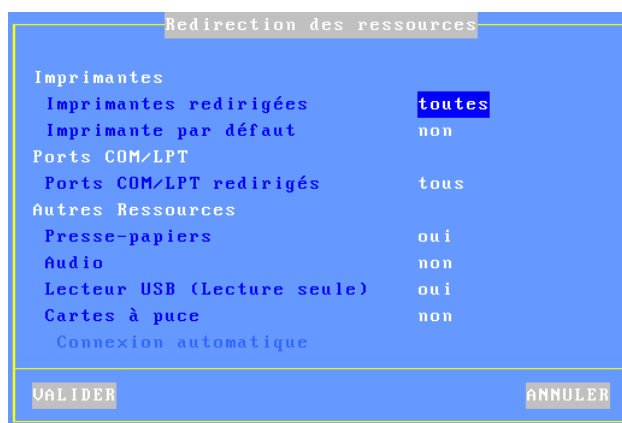 Redirection des ressources
Imprimantes
Imprimantes redirigées toutes
Imprimante par défaut non
Ports COM/LPT
Ports COM/LPT redirigés tous
Autres Ressources
Presse-papiers oui
Audio non
Lecteur USB (Lecture seule) oui
Cartes à puce non
Connexion automatique
VALIDER ANNULER